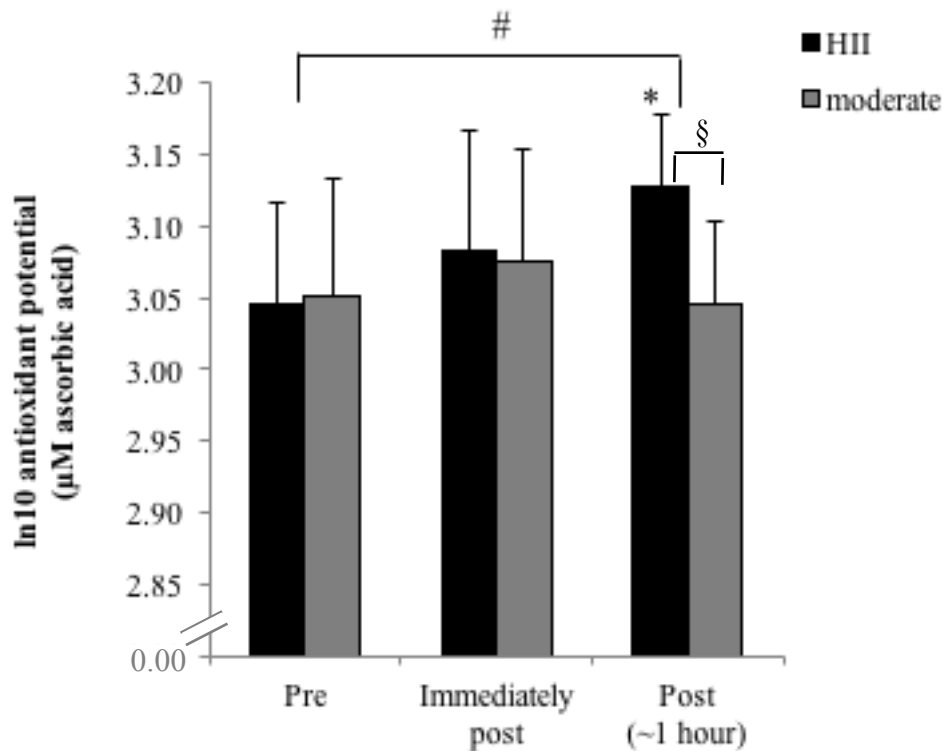 #
HII
moderate
*
§
3.20
3.15
3.10
3.05
3.00
2.95
2.90
2.85
0.00
ln10 antioxidant potential
(µM ascorbic acid)
Pre
Immediately
post
Post
(~1 hour)